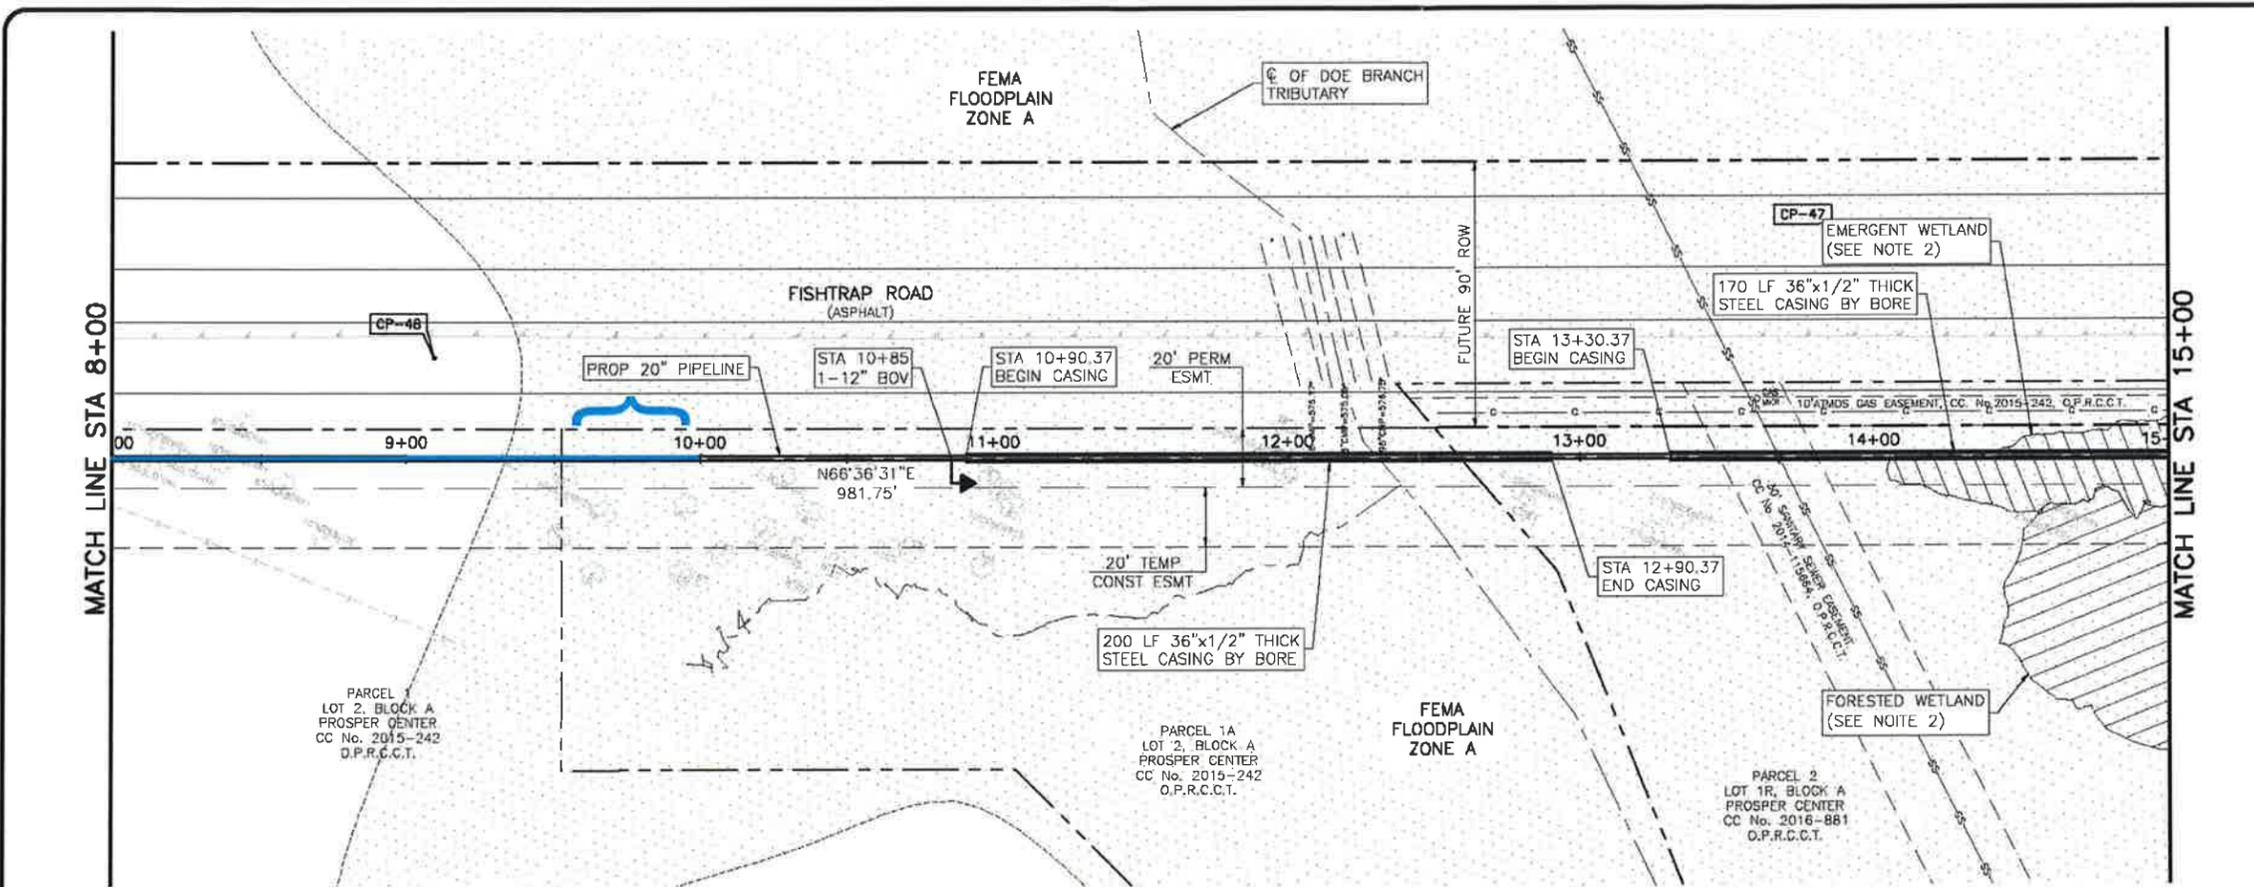 FEMA
FLOODPLAIN
ZONE A
℄ OF DOE BRANCH
TRIBUTARY
CP-47
EMERGENT WETLAND
(SEE NOTE 2)
170 LF 36"x1/2" THICK
STEEL CASING BY BORE
FUTURE 90' ROW
FISHTRAP ROAD
(ASPHALT)
CP-48
PROP 20" PIPELINE
STA 10+85
1-12" BOV
STA 10+90.37
BEGIN CASING
20' PERM
ESMT
STA 13+30.37
BEGIN CASING
10' ATMOS GAS EASEMENT, CC. No. 2015-242, O.P.R.C.C.T.
MATCH LINE STA 8+00
MATCH LINE STA 15+00
00
9+00
10+00
11+00
12+00
13+00
14+00
15
N66°36'31"E
981.75'
20' TEMP
CONST ESMT
STA 12+90.37
END CASING
200 LF 36"x1/2" THICK
STEEL CASING BY BORE
SANITARY SEWER EASEMENT
O.P.R.C.C.T.
FORESTED WETLAND
(SEE NOITE 2)
PARCEL 1
LOT 2, BLOCK A
PROSPER CENTER
CC No. 2015-242
O.P.R.C.C.T.
PARCEL 1A
LOT 2, BLOCK A
PROSPER CENTER
CC No. 2015-242
O.P.R.C.C.T.
FEMA
FLOODPLAIN
ZONE A
PARCEL 2
LOT 1R, BLOCK A
PROSPER CENTER
CC No. 2016-881
O.P.R.C.C.T.